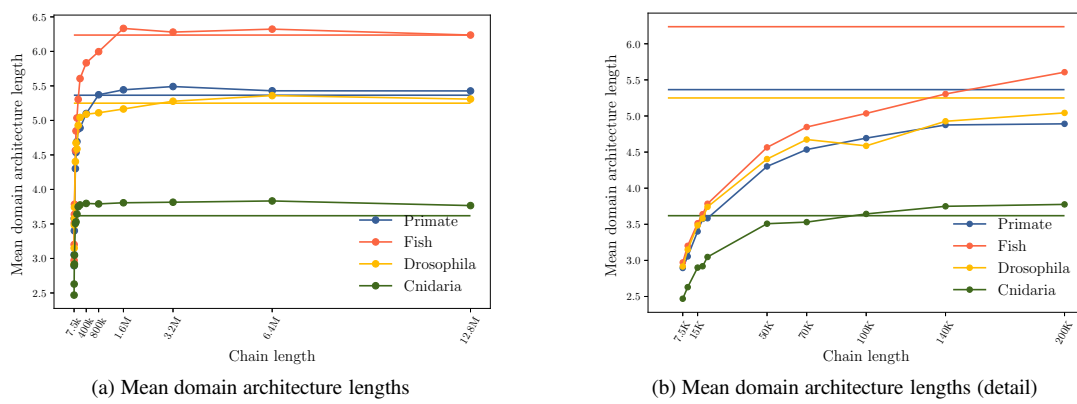 6.5
6.0
5.5
5.0
4.5
4.0
3.5
3.0
2.5
Mean domain architecture length
7.5k
400k
800k
1.6M
3.2M
6.4M
12.8M
Chain length
Primate
Fish
Drosophila
Cnidaria
(a) Mean domain architecture lengths
6.0
5.5
5.0
4.5
4.0
3.5
3.0
2.5
Mean domain architecture length
7.5K
15K
50K
70K
100K
140K
200K
Chain length
Primate
Fish
Drosophila
Cnidaria
(b) Mean domain architecture lengths (detail)